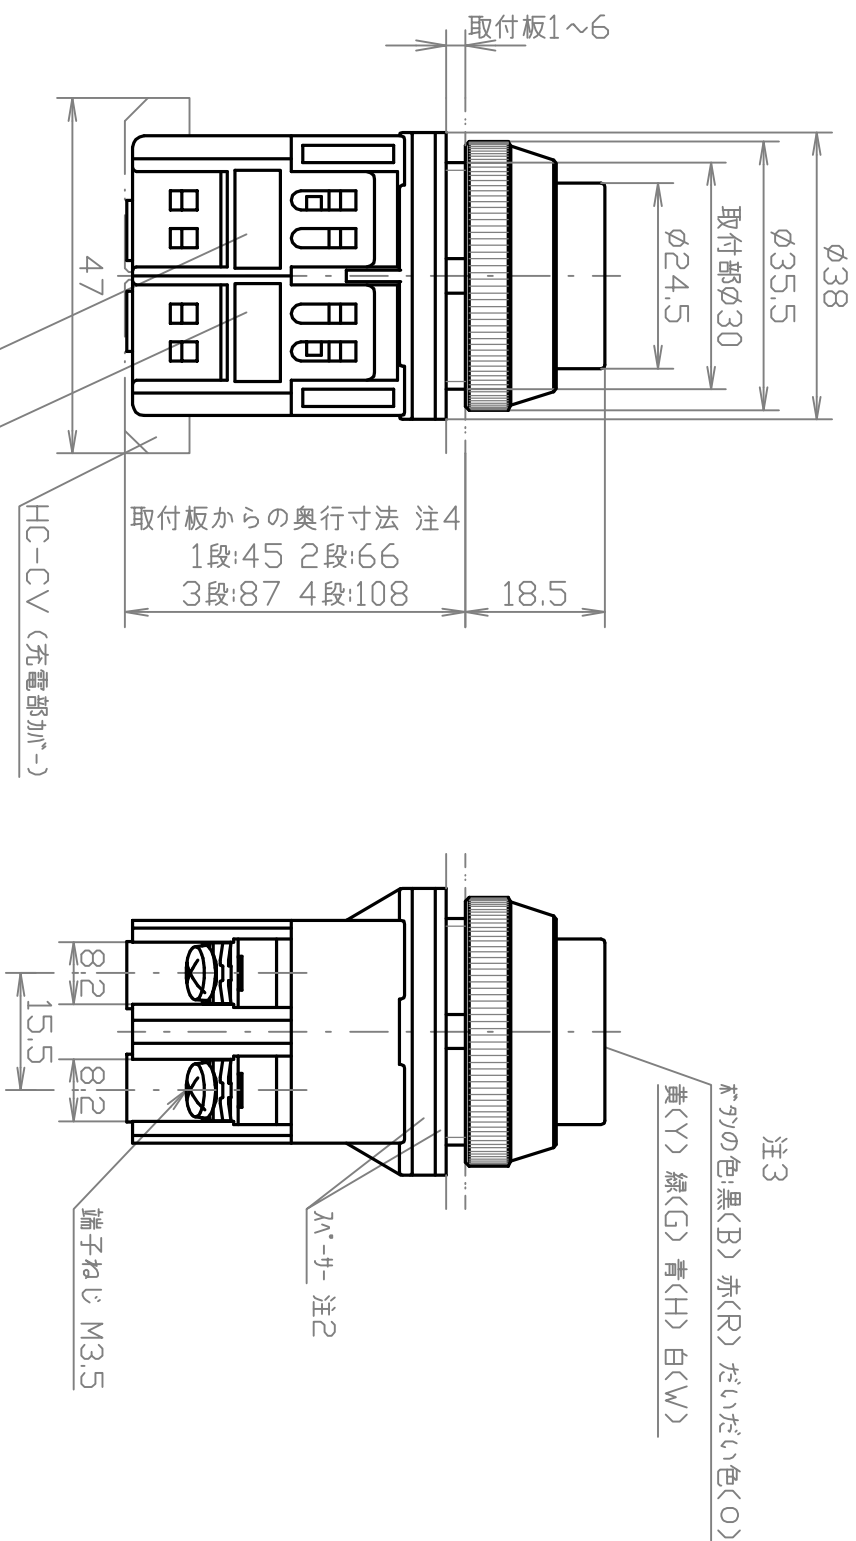 取付板1～6
Ø38
Ø35.5
取付部Ø30
Ø24.5
47
取付板からの奥行寸法 注4
1段:45 2段:66
3段:87 4段:108
18.5
HC-CV (充電部ｶﾊﾞｰ)
注3
ﾎﾞﾀﾝの色:黒(B) 赤(R) だいだい色(O)
黄(Y) 緑(G) 青(H) 白(W)
8.2
15.5
8.2
ｽﾍﾟｰｻｰ 注2
端子ねじ M3.5